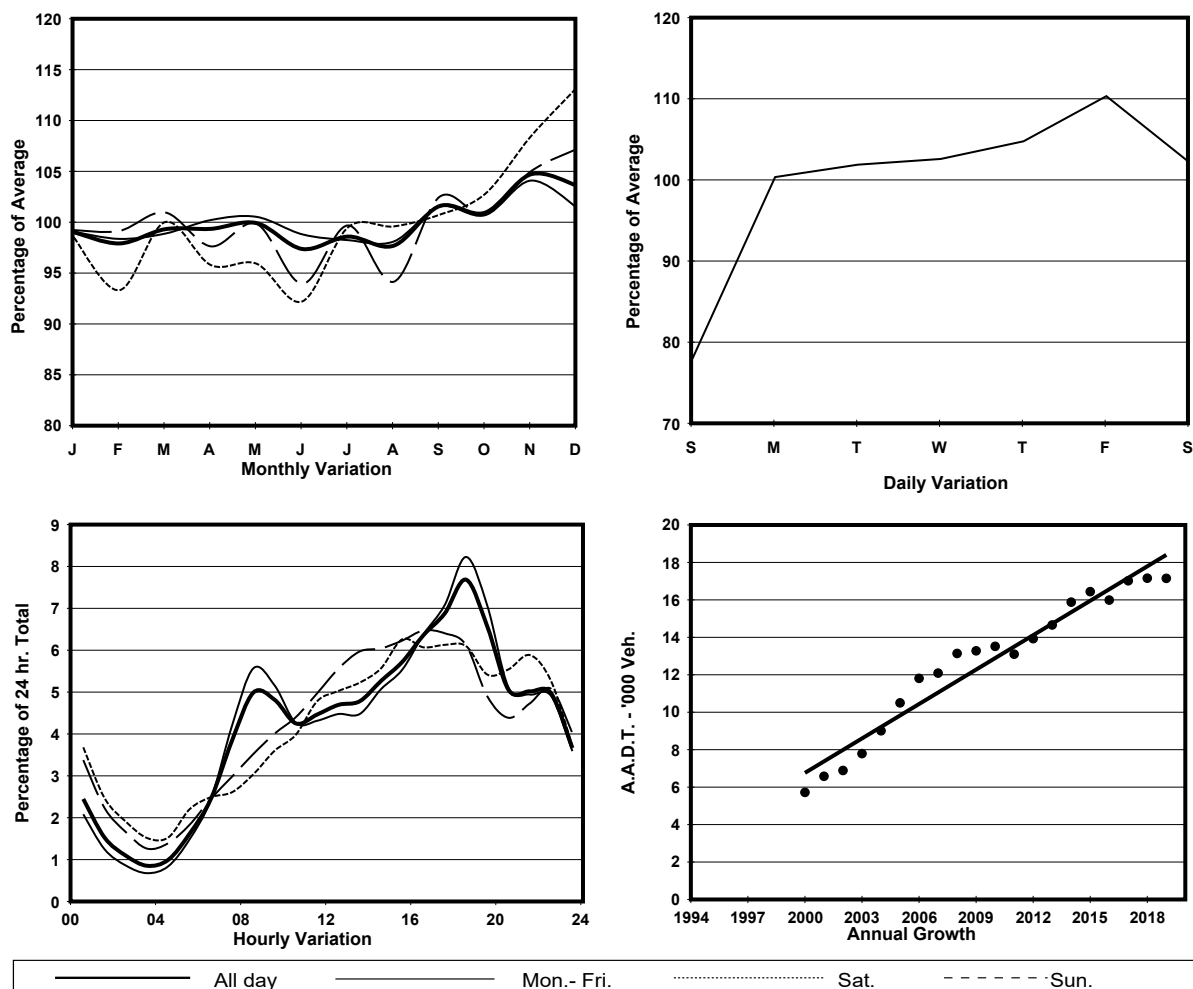 120
115
110
105
100
95
90
85
80
Percentage of Average
J F M A M J J A S O N D
Monthly Variation
120
110
100
90
80
70
Percentage of Average
S M T W T F S
Daily Variation
9
8
7
6
5
4
3
2
1
0
Percentage of 24 hr. Total
00 04 08 12 16 20 24
Hourly Variation
20
18
16
14
12
10
8
6
4
2
0
A.A.D.T. - '000 Veh.
1994 1997 2000 2003 2006 2009 2012 2015 2018
Annual Growth
All day Mon.- Fri. Sat. Sun.